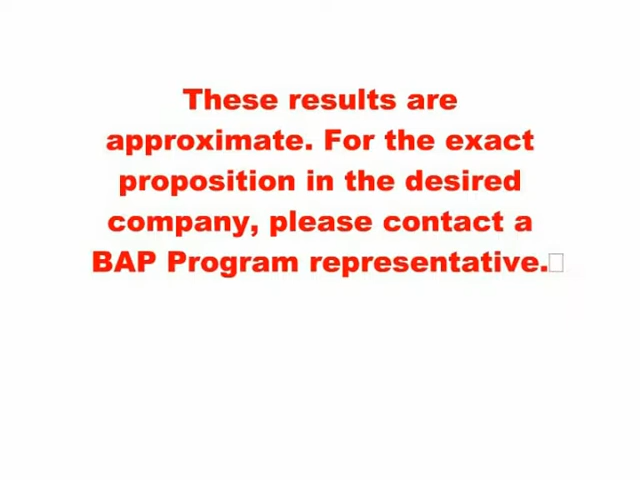 These results are
approximate. For the exact
proposition in the desired
company, please contact a
BAP Program representative.